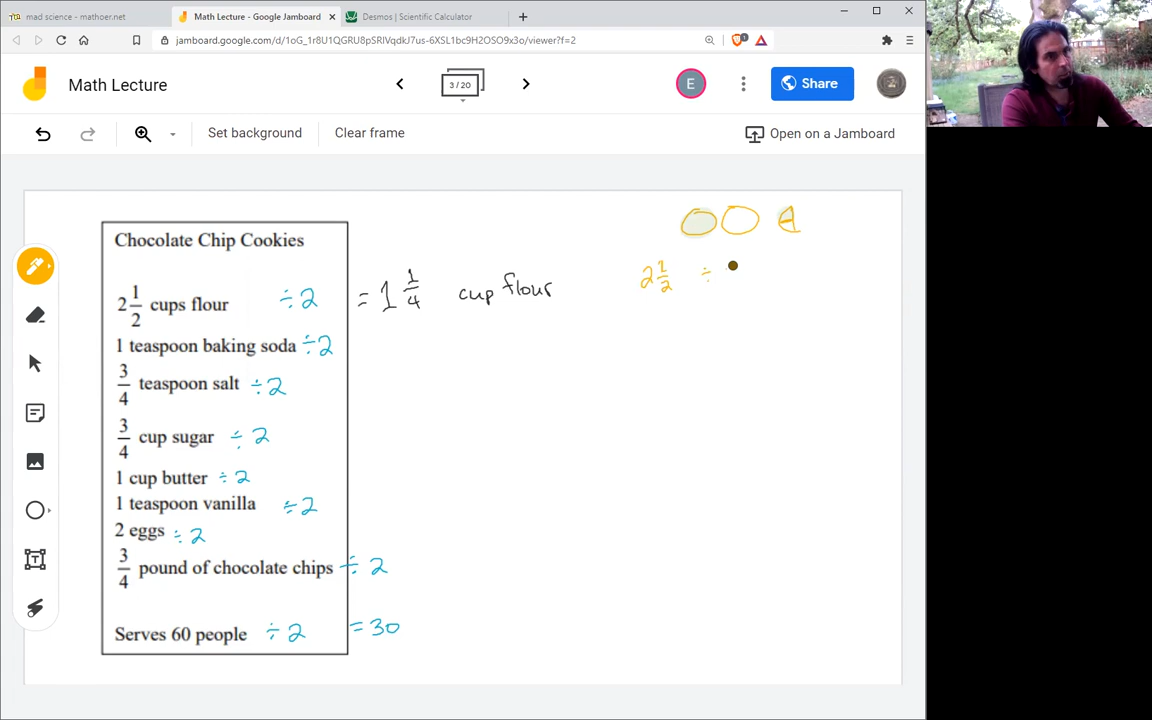 mad science - mathoer.net
Math Lecture - Google Jamboard
Desmos | Scientific Calculator
jamboard.google.com/d/1oG_1r8U1QGRU8pSRIVqdkJ7us-6XSL1bc9H2OSO9x3o/viewer?f=2
1
Math Lecture
3 / 20
E
Share
Set background
Clear frame
Open on a Jamboard
Chocolate Chip Cookies
2 1/2 cups flour ÷ 2 = 1 1/4 cup flour
2 1/2 ÷
1 teaspoon baking soda ÷ 2
3/4 teaspoon salt ÷ 2
3/4 cup sugar ÷ 2
1 cup butter ÷ 2
1 teaspoon vanilla ÷ 2
2 eggs ÷ 2
3/4 pound of chocolate chips ÷ 2
Serves 60 people ÷ 2 = 30